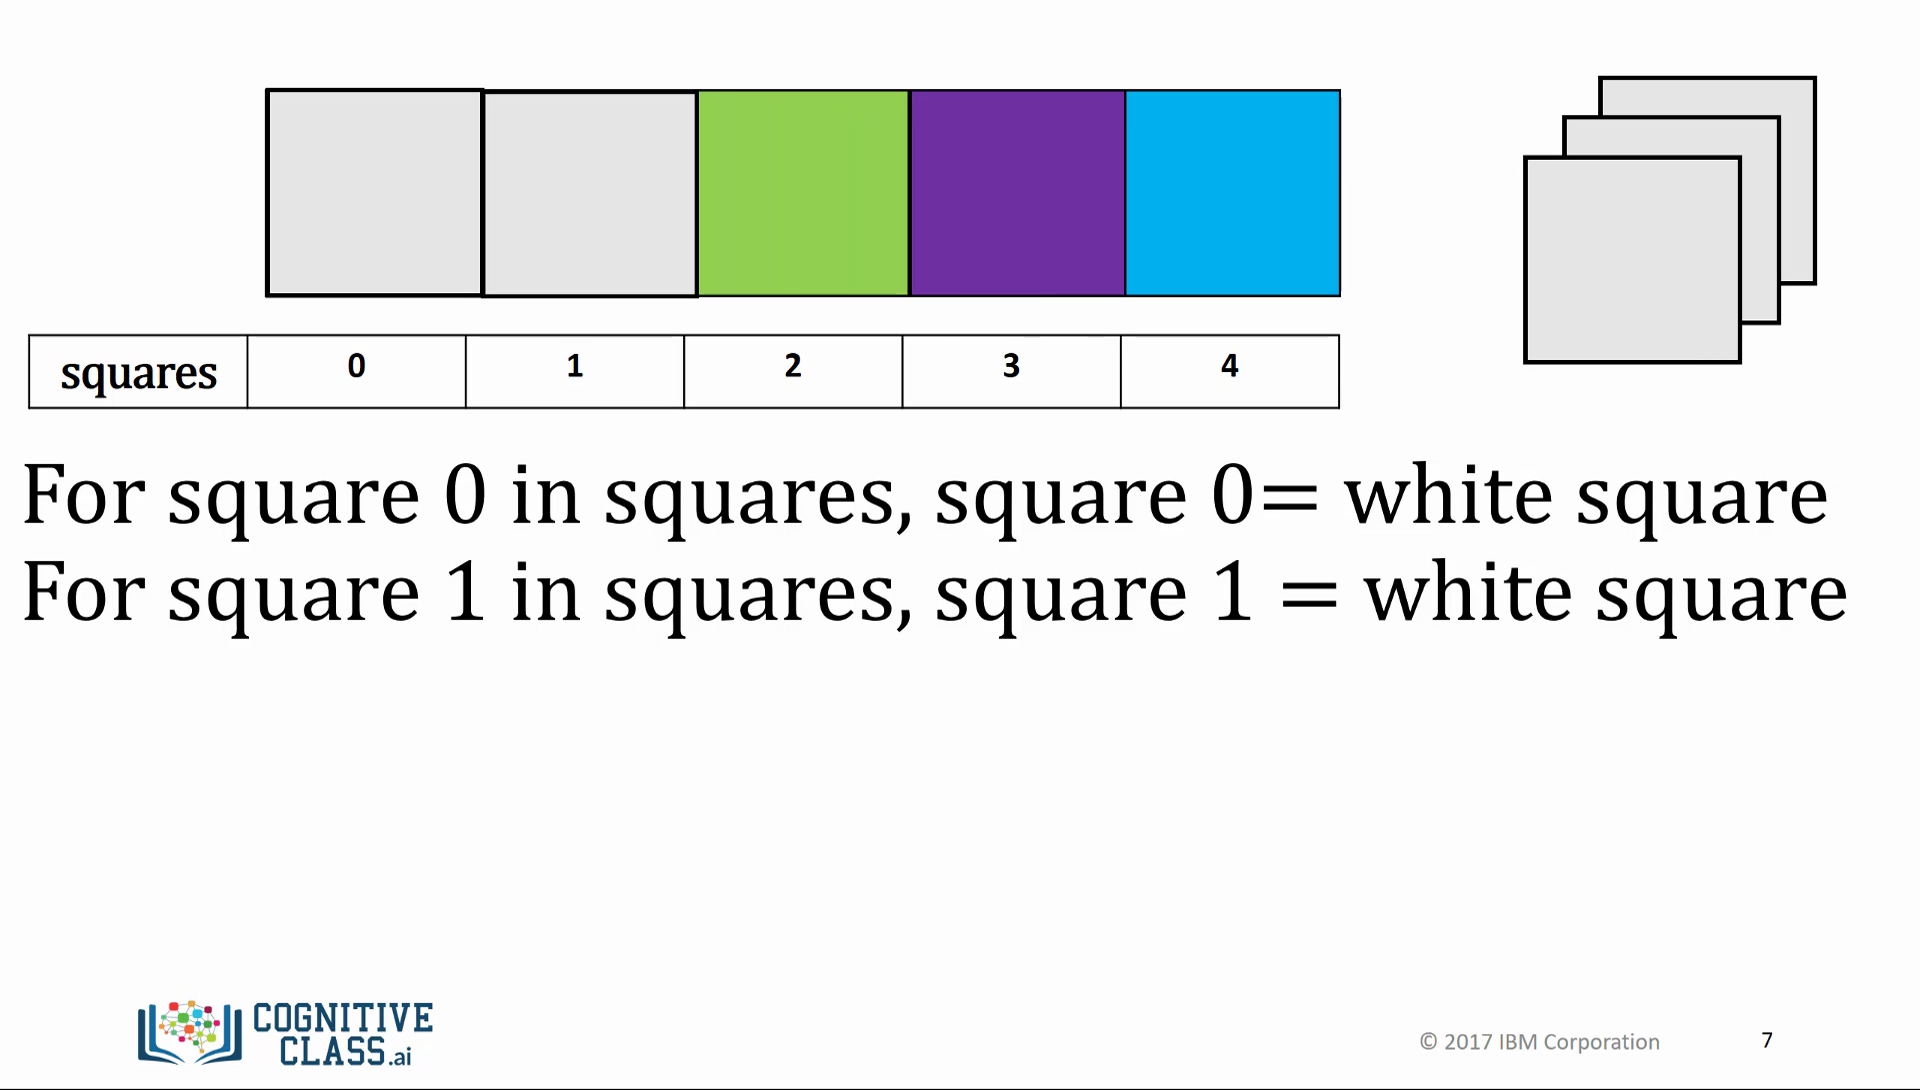 squares 0 1 2 3 4
For square 0 in squares, square 0= white square
For square 1 in squares, square 1 = white square
COGNITIVE
CLASS.ai
© 2017 IBM Corporation 7